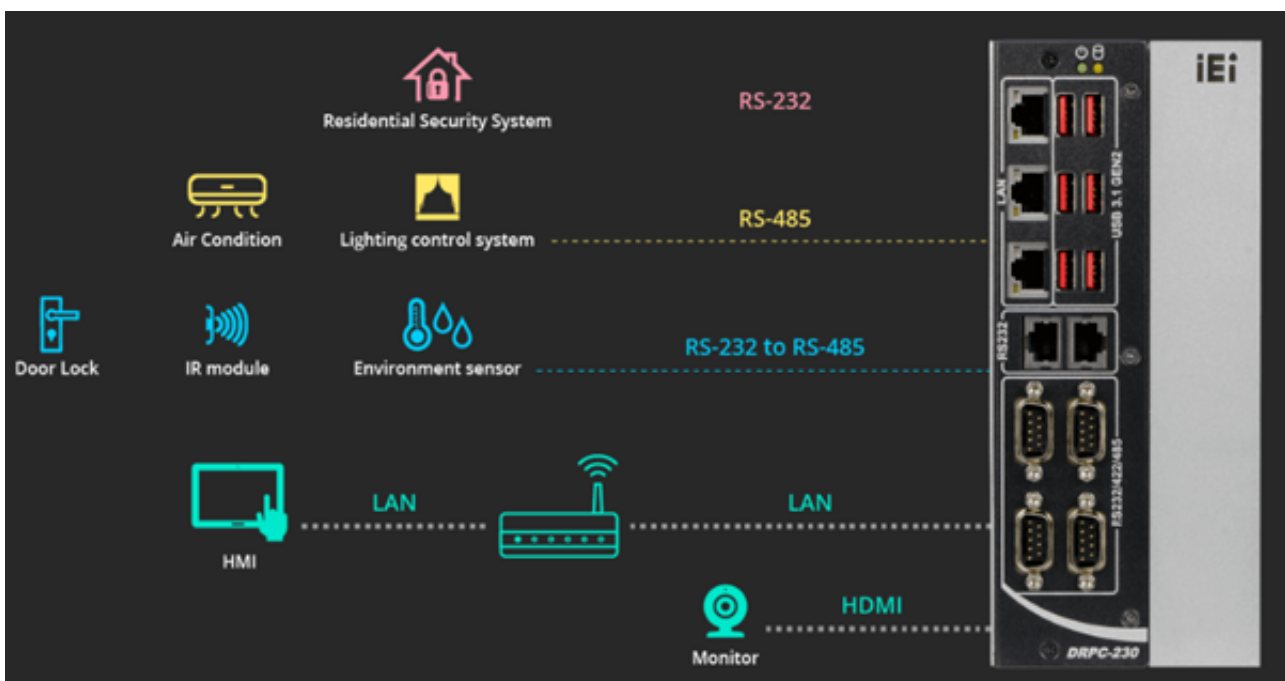 iEi
Residential Security System
RS-232
Air Condition
Lighting control system
RS-485
Door Lock
IR module
Environment sensor
RS-232 to RS-485
HMI
LAN
LAN
Monitor
HDMI
LAN
USB 3.1 GEN2
RS232
RS232/422/485
DRPC-230